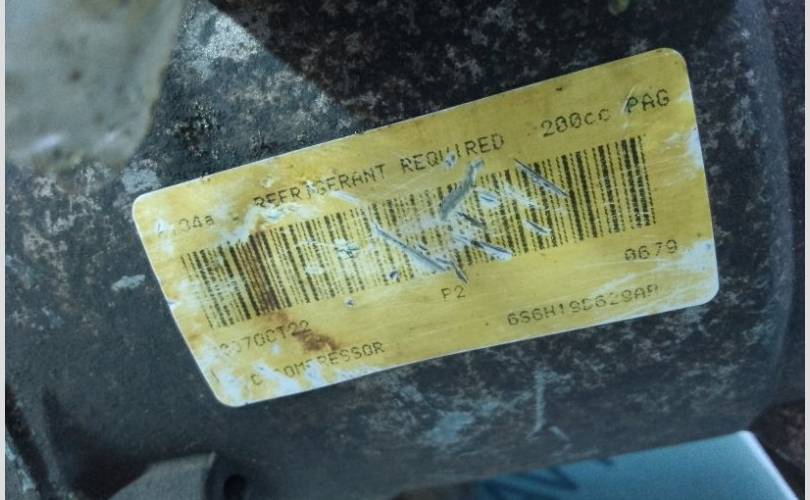 REFRIGERANT REQUIRED 200cc PAG
0679
P2
6S6H19D629AA
COMPRESSOR